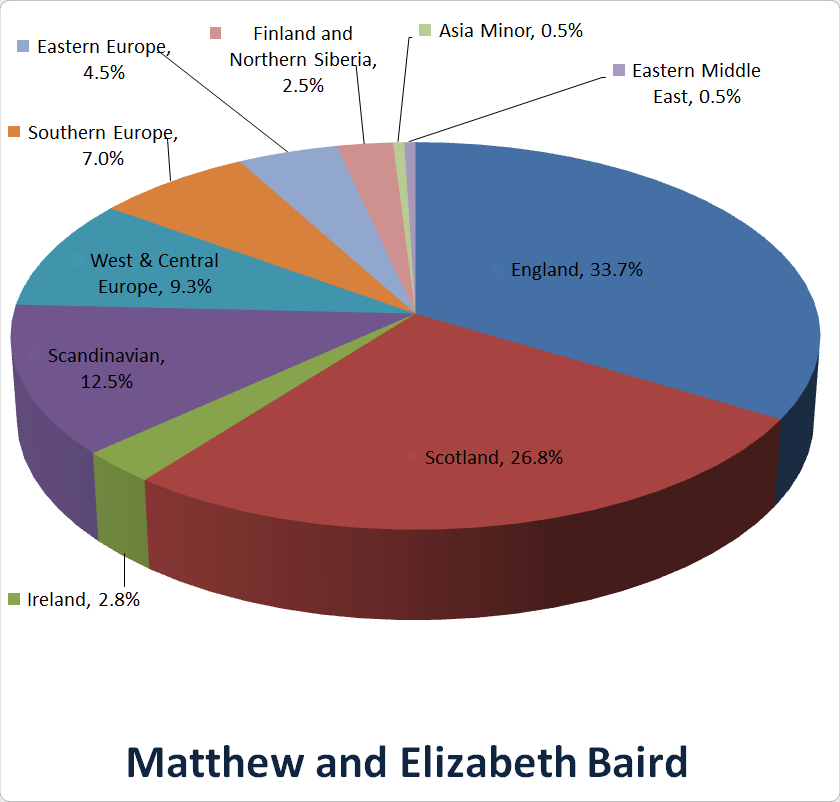 Finland and
Northern Siberia,
2.5%
Asia Minor, 0.5%
Eastern Europe,
4.5%
Eastern Middle
East, 0.5%
Southern Europe,
7.0%
West & Central
Europe, 9.3%
England, 33.7%
Scandinavian,
12.5%
Scotland, 26.8%
Ireland, 2.8%
Matthew and Elizabeth Baird